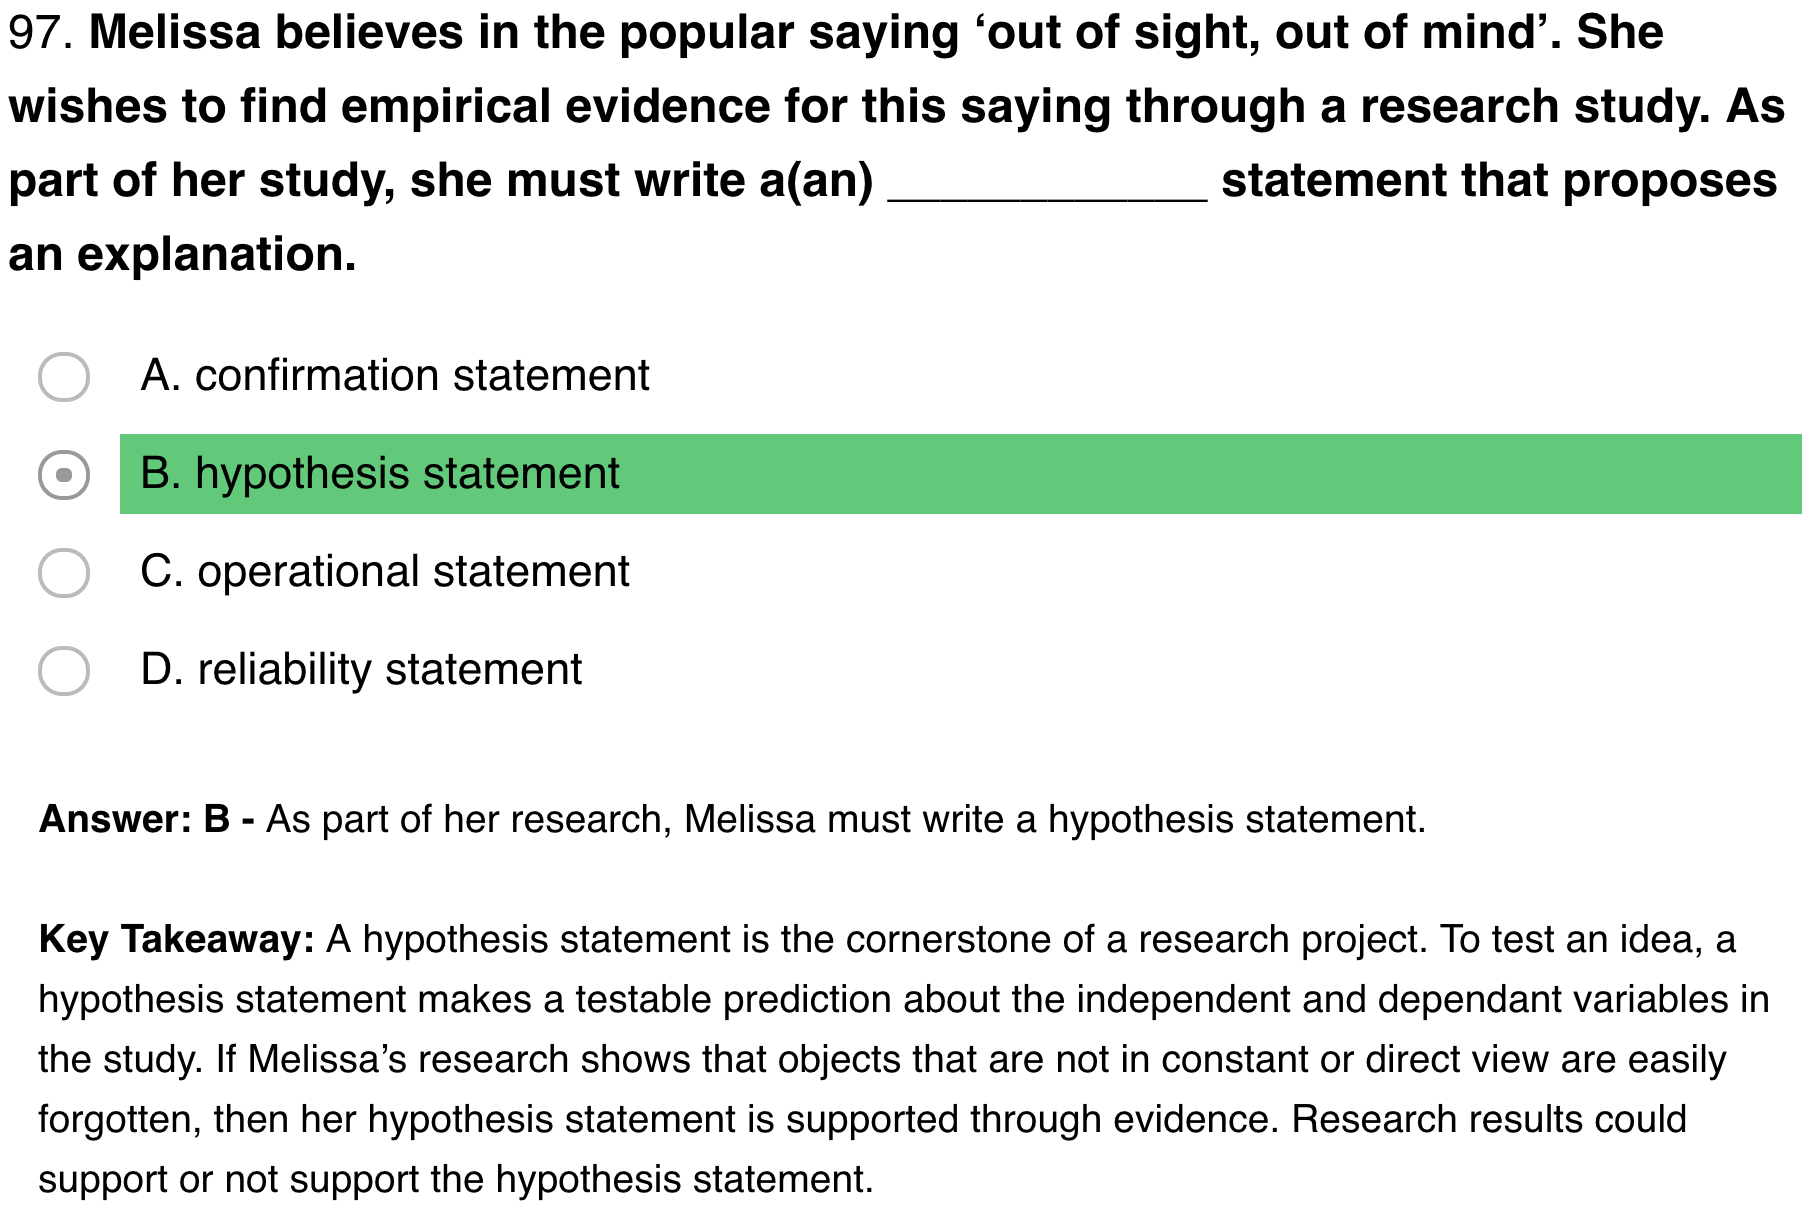 97. Melissa believes in the popular saying ‘out of sight, out of mind’. She
wishes to find empirical evidence for this saying through a research study. As
part of her study, she must write a(an) ____________ statement that proposes
an explanation.
A. confirmation statement
B. hypothesis statement
C. operational statement
D. reliability statement
Answer: B - As part of her research, Melissa must write a hypothesis statement.
Key Takeaway: A hypothesis statement is the cornerstone of a research project. To test an idea, a
hypothesis statement makes a testable prediction about the independent and dependant variables in
the study. If Melissa’s research shows that objects that are not in constant or direct view are easily
forgotten, then her hypothesis statement is supported through evidence. Research results could
support or not support the hypothesis statement.